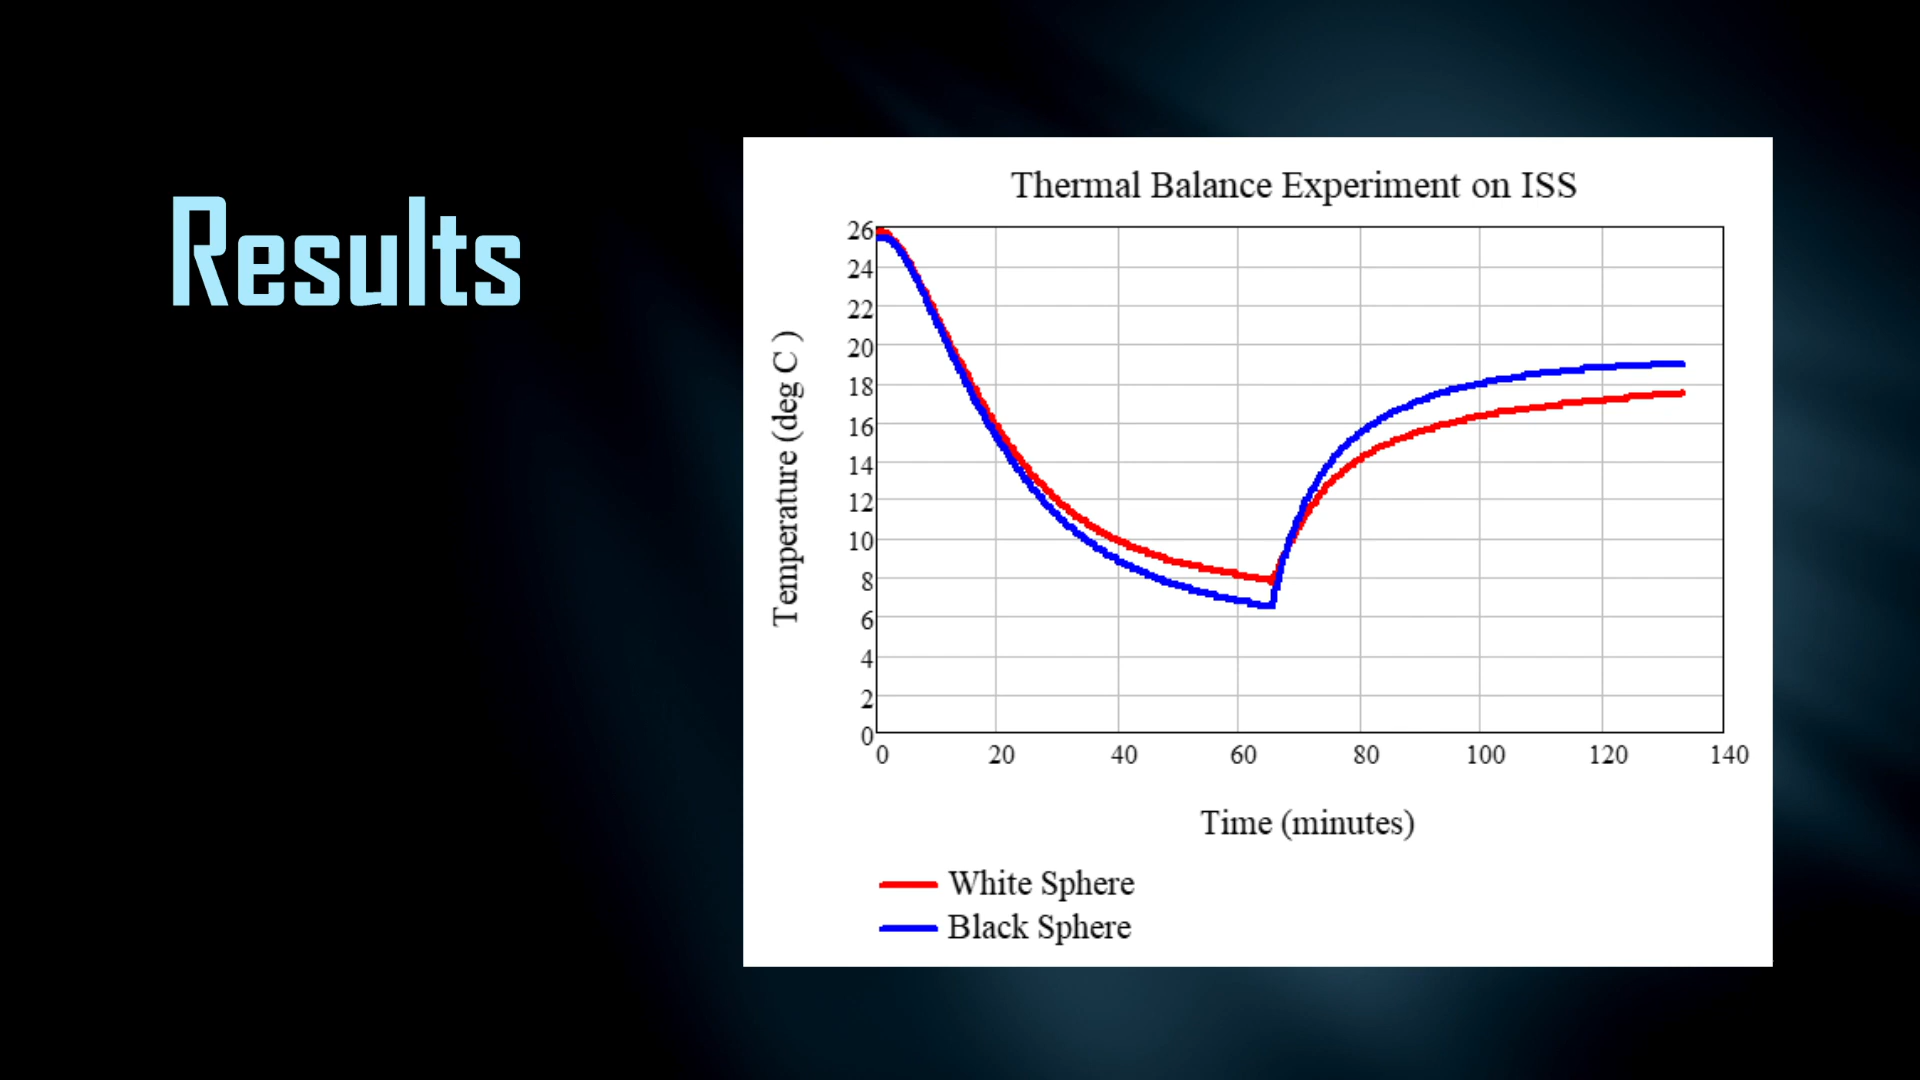 Results
Thermal Balance Experiment on ISS
26
24
22
20
18
16
14
12
10
8
6
4
2
0
Temperature (deg C )
0 20 40 60 80 100 120 140
Time (minutes)
White Sphere
Black Sphere